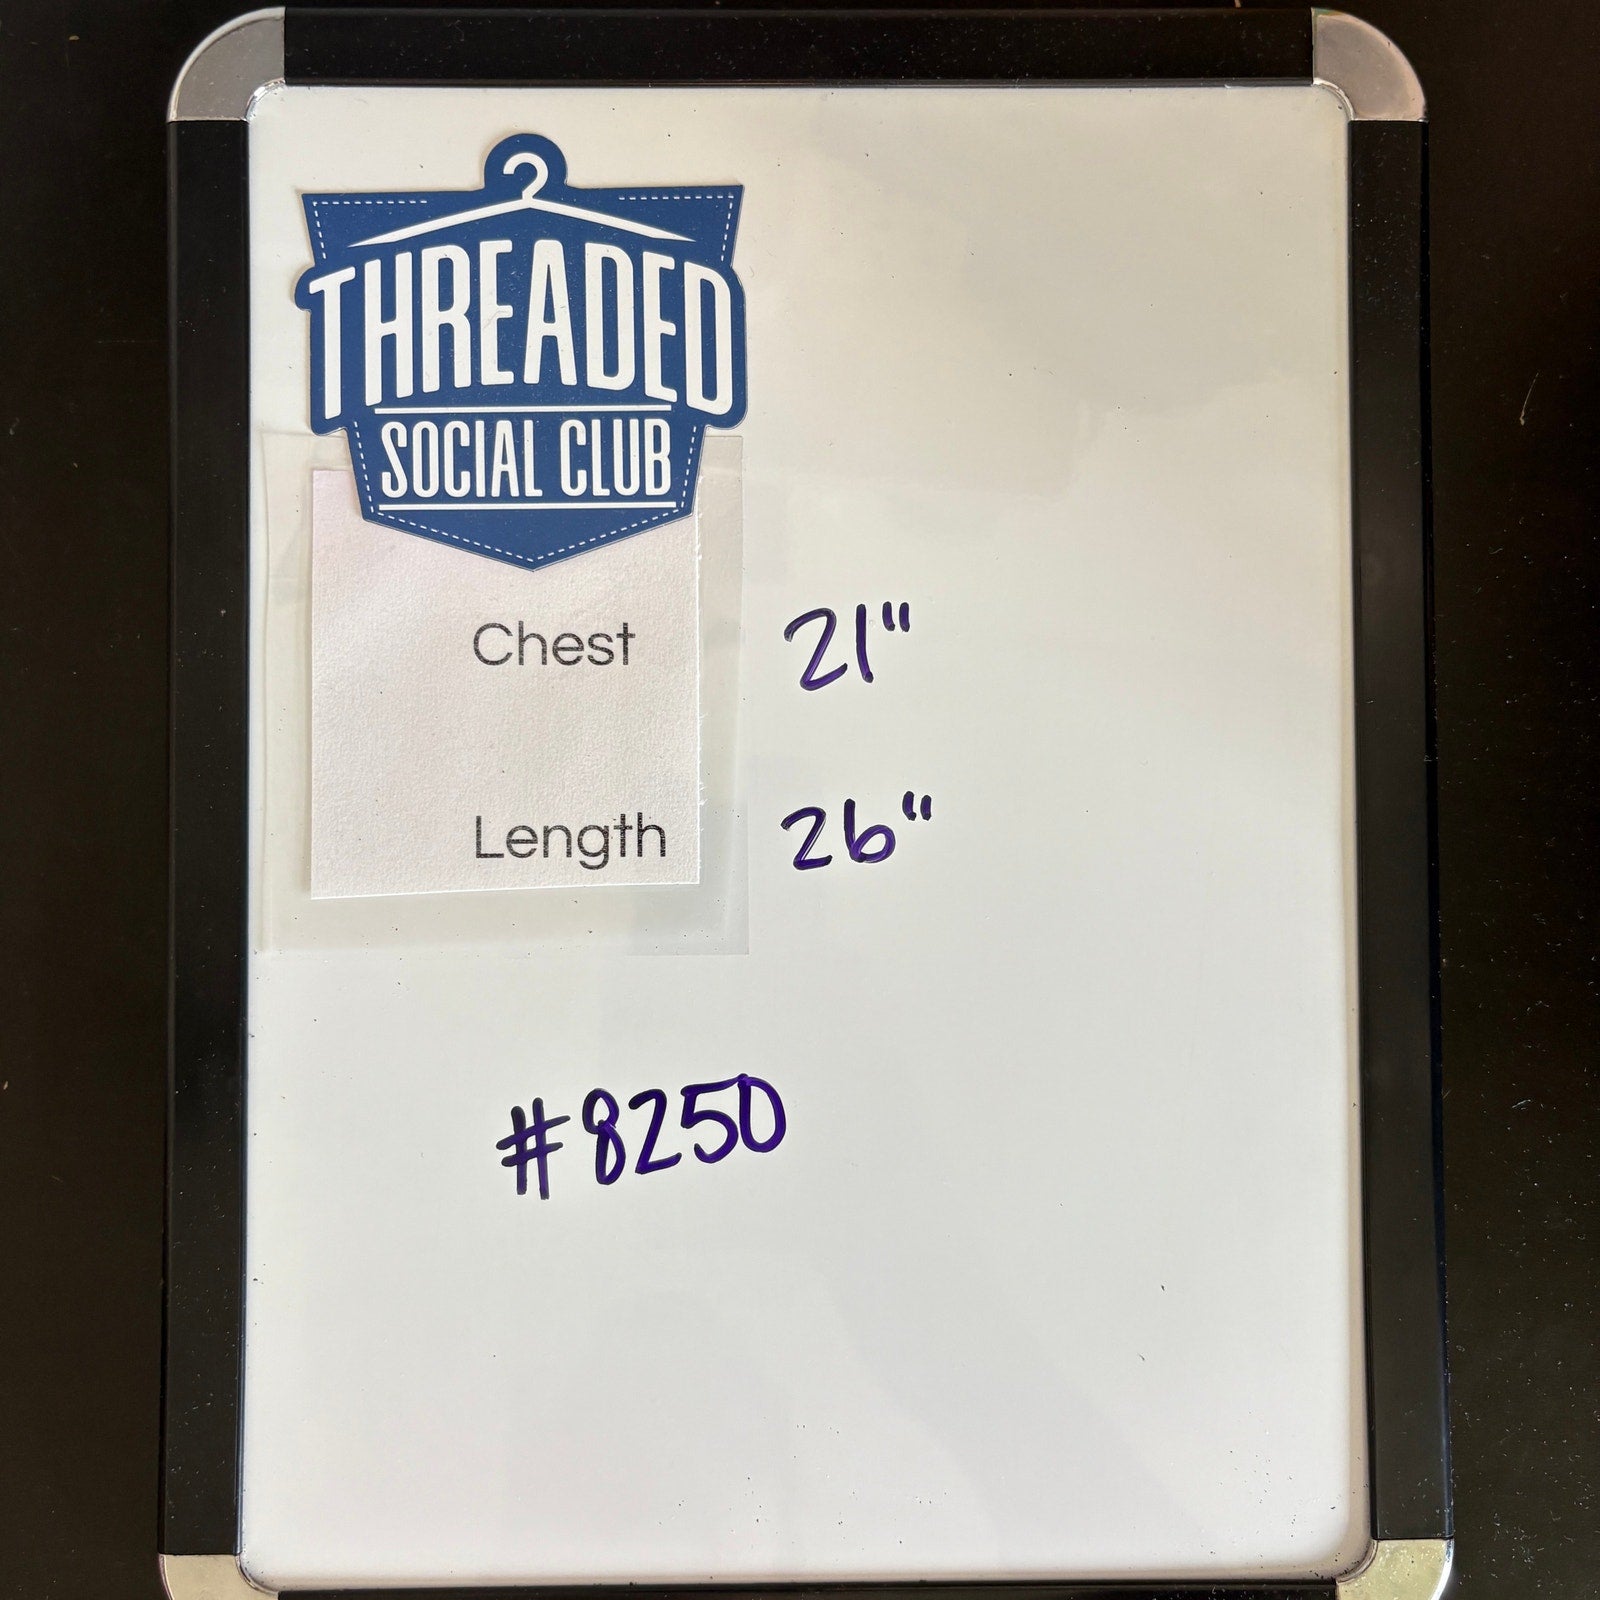 THREADED
SOCIAL CLUB
Chest 21"
Length 26"
#8250